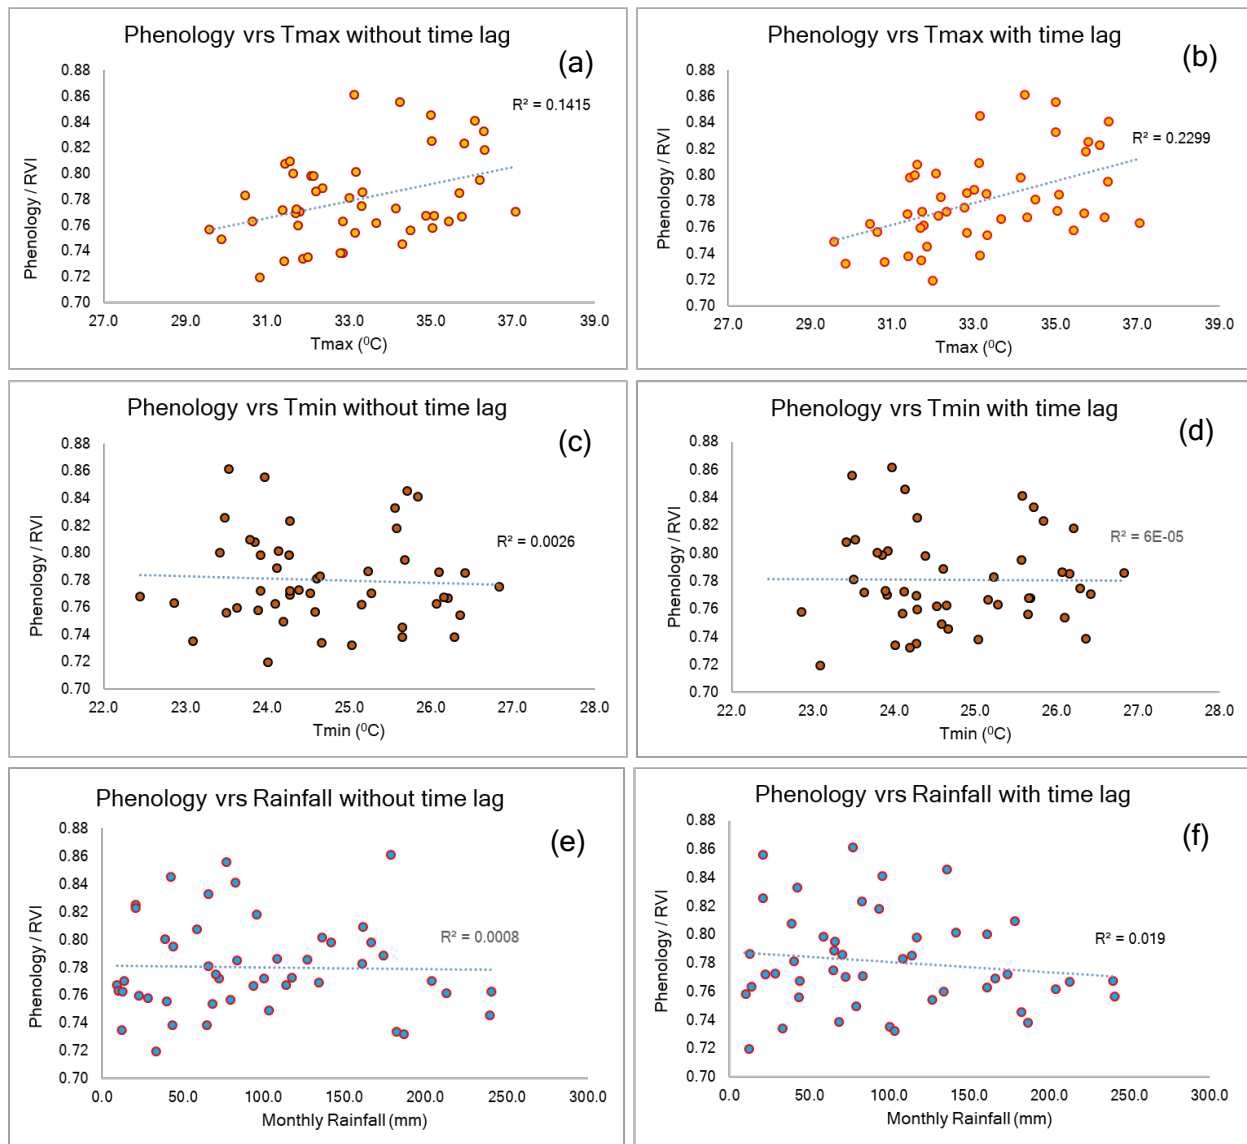 Phenology vrs Tmax without time lag
(a)
R² = 0.1415
Phenology / RVI
0.88
0.86
0.84
0.82
0.80
0.78
0.76
0.74
0.72
0.70
27.0 29.0 31.0 33.0 35.0 37.0 39.0
Tmax (⁰C)
Phenology vrs Tmax with time lag
(b)
R² = 0.2299
Phenology / RVI
0.88
0.86
0.84
0.82
0.80
0.78
0.76
0.74
0.72
0.70
27.0 29.0 31.0 33.0 35.0 37.0 39.0
Tmax (⁰C)
Phenology vrs Tmin without time lag
(c)
R² = 0.0026
Phenology / RVI
0.88
0.86
0.84
0.82
0.80
0.78
0.76
0.74
0.72
0.70
22.0 23.0 24.0 25.0 26.0 27.0 28.0
Tmin (⁰C)
Phenology vrs Tmin with time lag
(d)
R² = 6E-05
Phenology / RVI
0.88
0.86
0.84
0.82
0.80
0.78
0.76
0.74
0.72
0.70
22.0 23.0 24.0 25.0 26.0 27.0 28.0
Tmin (⁰C)
Phenology vrs Rainfall without time lag
(e)
R² = 0.0008
Phenology / RVI
0.88
0.86
0.84
0.82
0.80
0.78
0.76
0.74
0.72
0.70
0.0 50.0 100.0 150.0 200.0 250.0 300.0
Monthly Rainfall (mm)
Phenology vrs Rainfall with time lag
(f)
R² = 0.019
Phenology / RVI
0.88
0.86
0.84
0.82
0.80
0.78
0.76
0.74
0.72
0.70
0.0 50.0 100.0 150.0 200.0 250.0 300.0
Monthly Rainfall (mm)